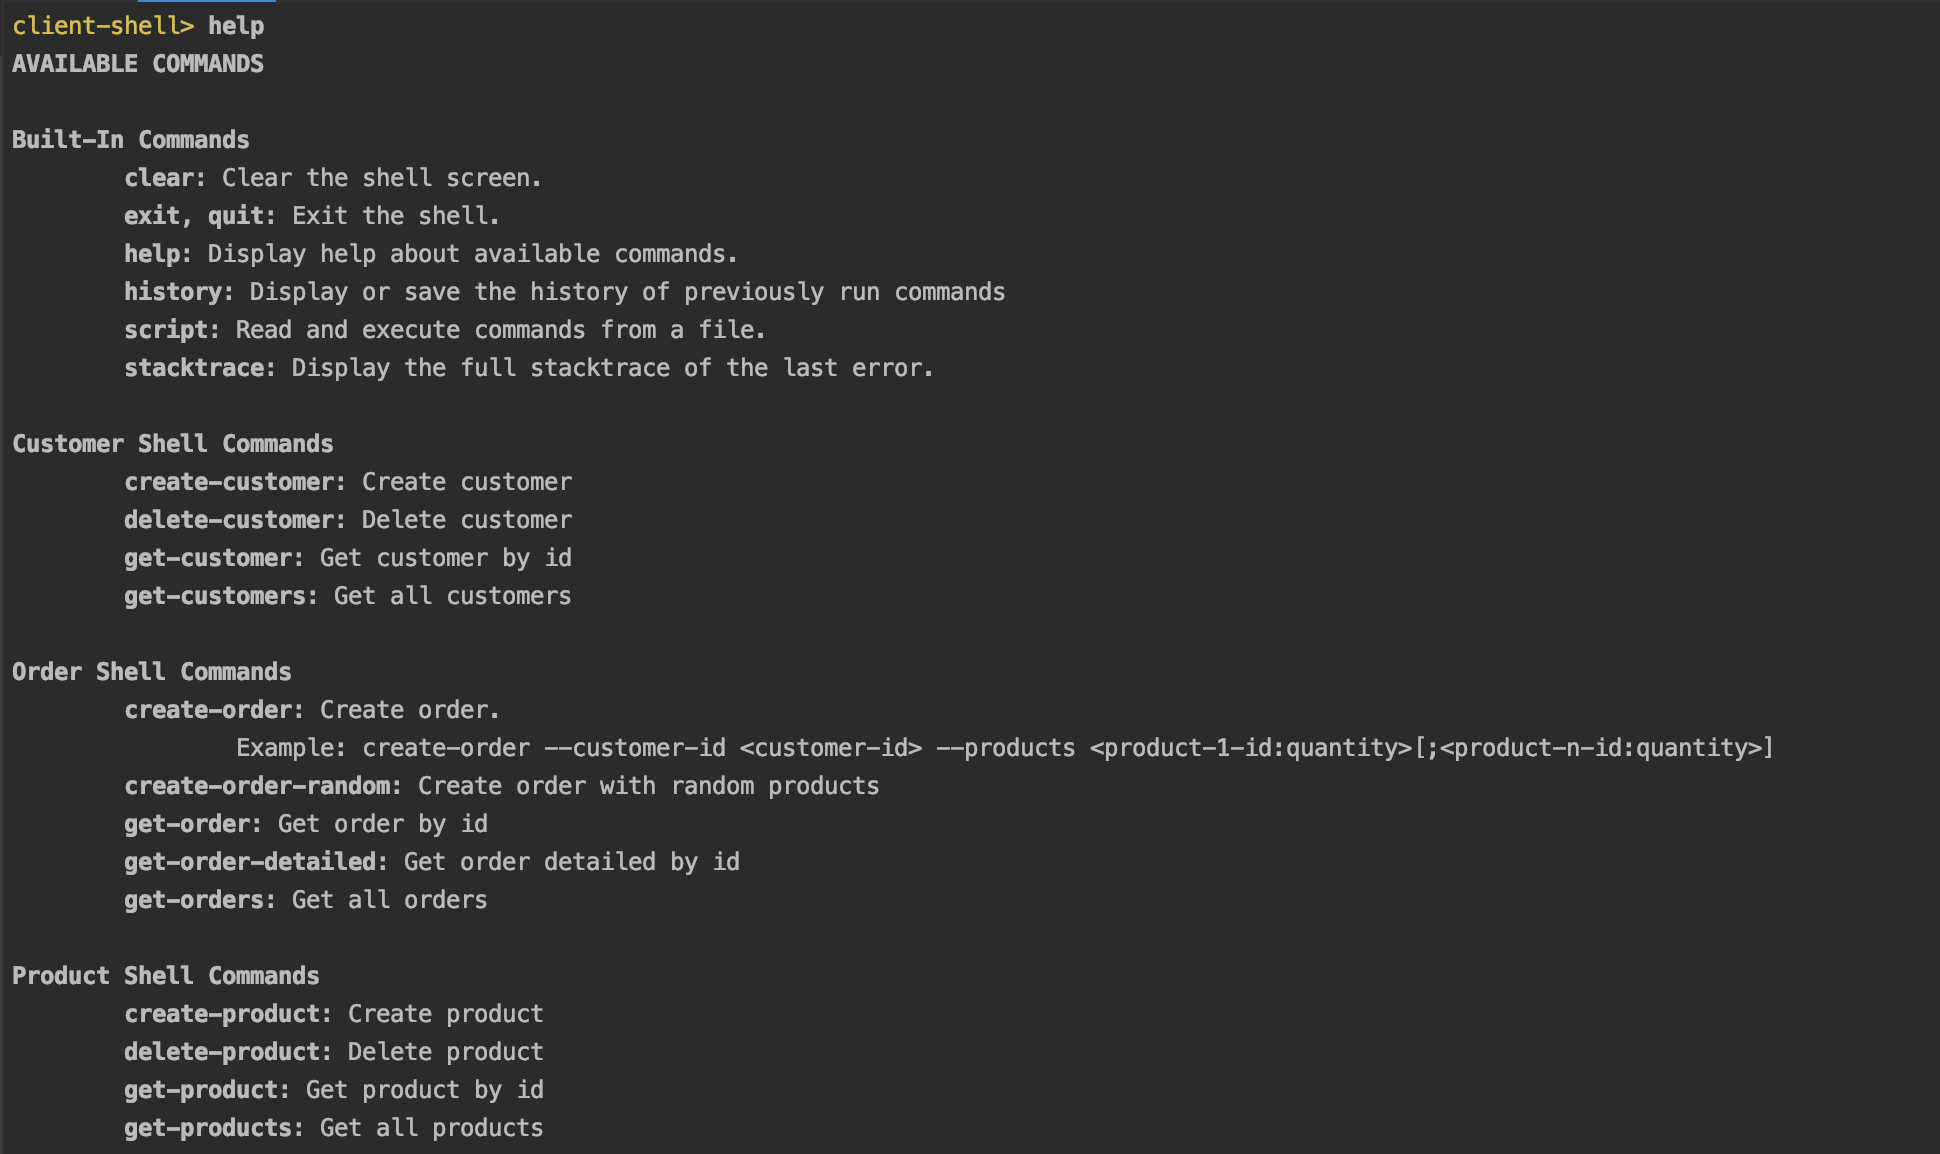 client-shell> help
AVAILABLE COMMANDS
Built-In Commands
clear: Clear the shell screen.
exit, quit: Exit the shell.
help: Display help about available commands.
history: Display or save the history of previously run commands
script: Read and execute commands from a file.
stacktrace: Display the full stacktrace of the last error.
Customer Shell Commands
create-customer: Create customer
delete-customer: Delete customer
get-customer: Get customer by id
get-customers: Get all customers
Order Shell Commands
create-order: Create order.
Example: create-order --customer-id <customer-id> --products <product-1-id:quantity>[;<product-n-id:quantity>]
create-order-random: Create order with random products
get-order: Get order by id
get-order-detailed: Get order detailed by id
get-orders: Get all orders
Product Shell Commands
create-product: Create product
delete-product: Delete product
get-product: Get product by id
get-products: Get all products